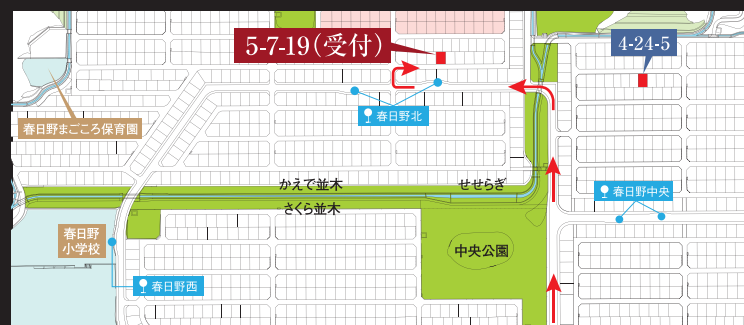 5-7-19(受付)
4-24-5
春日野まごころ保育園
春日野北
かえで並木
せせらぎ
春日野中央
さくら並木
春日野
小学校
中央公園
春日野西